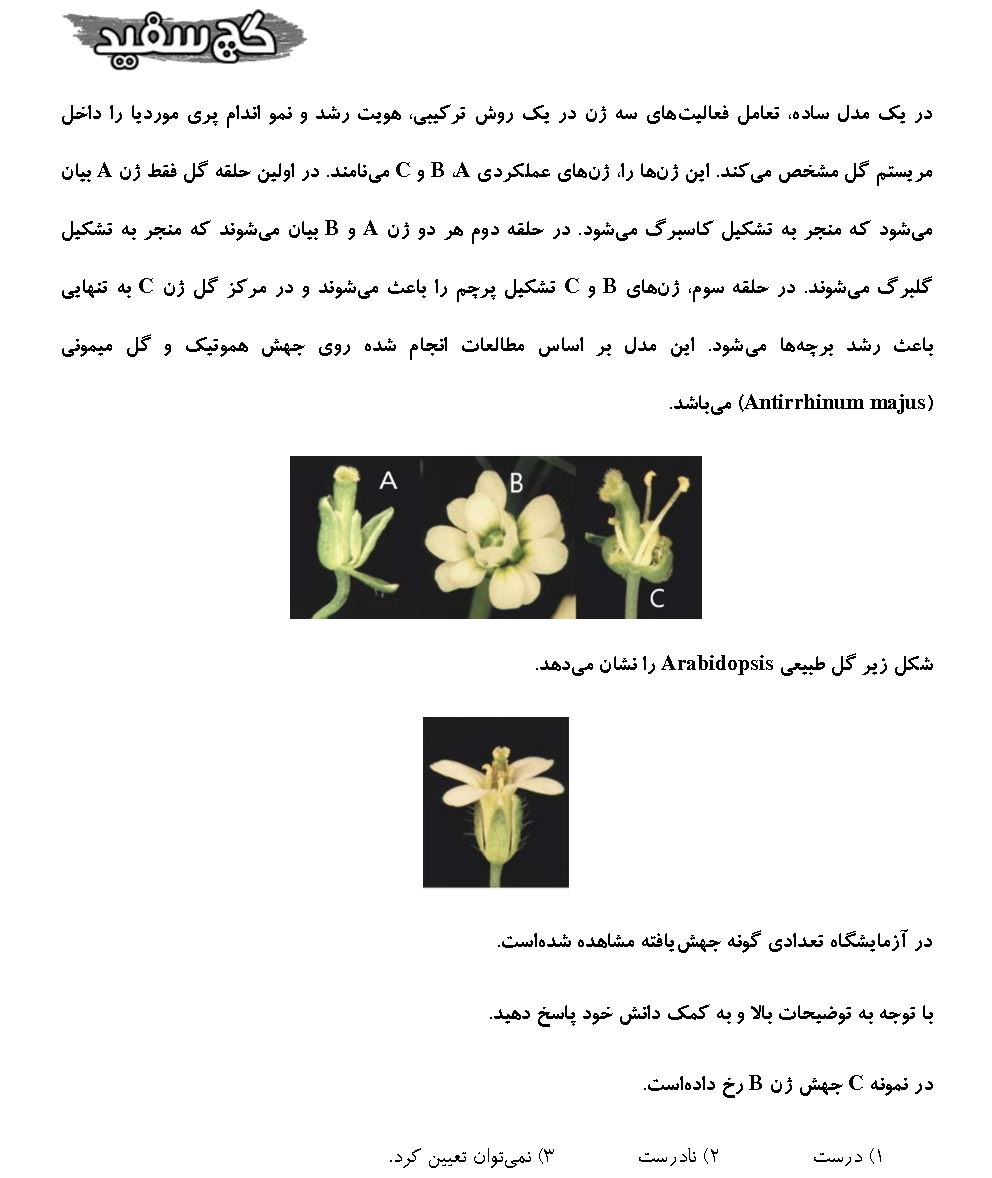 گچ سفید
در یک مدل ساده، تعامل فعالیت‌های سه ژن در یک روش ترکیبی، هویت رشد و نمو اندام پری موردیا را داخل
مریستم گل مشخص می‌کند. این ژن‌ها را، ژن‌های عملکردی A، B و C می‌نامند. در اولین حلقه گل فقط ژن A بیان
می‌شود که منجر به تشکیل کاسبرگ می‌شود. در حلقه دوم هر دو ژن A و B بیان می‌شوند که منجر به تشکیل
گلبرگ می‌شوند. در حلقه سوم، ژن‌های B و C تشکیل پرچم را باعث می‌شوند و در مرکز گل ژن C به تنهایی
باعث رشد برچه‌ها می‌شود. این مدل بر اساس مطالعات انجام شده روی جهش هموتیک و گل میمونی
(Antirrhinum majus) می‌باشد.
A B C
شکل زیر گل طبیعی Arabidopsis را نشان می‌دهد.
در آزمایشگاه تعدادی گونه جهش‌یافته مشاهده شده‌است.
با توجه به توضیحات بالا و به کمک دانش خود پاسخ دهید.
در نمونه C جهش ژن B رخ داده‌است.
۱) درست ۲) نادرست ۳) نمی‌توان تعیین کرد.